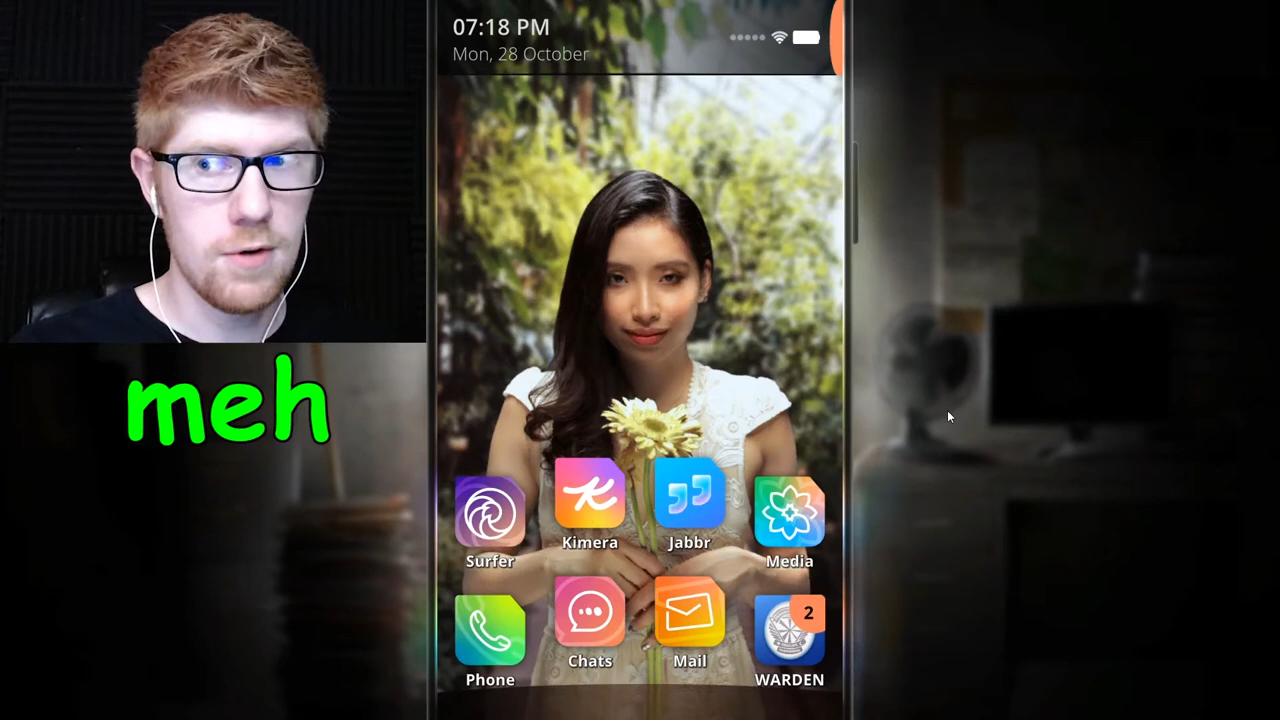 07:18 PM
Mon, 28 October
meh
Surfer
Kimera
Jabbr
Media
2
Phone
Chats
Mail
WARDEN